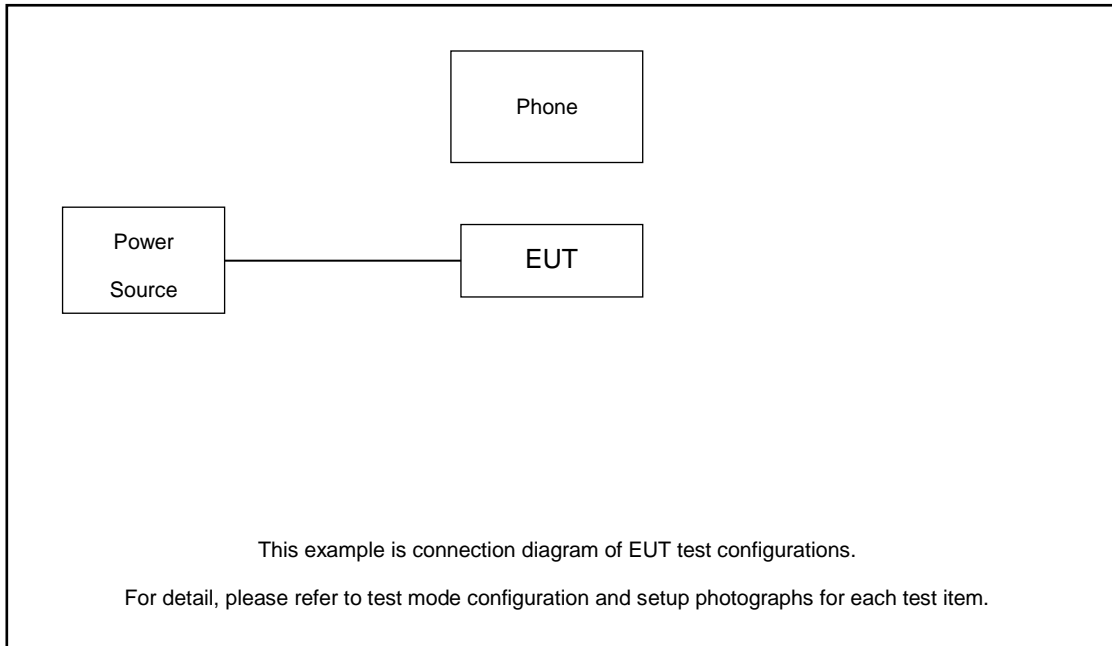 Phone
Power
Source
EUT
This example is connection diagram of EUT test configurations.
For detail, please refer to test mode configuration and setup photographs for each test item.